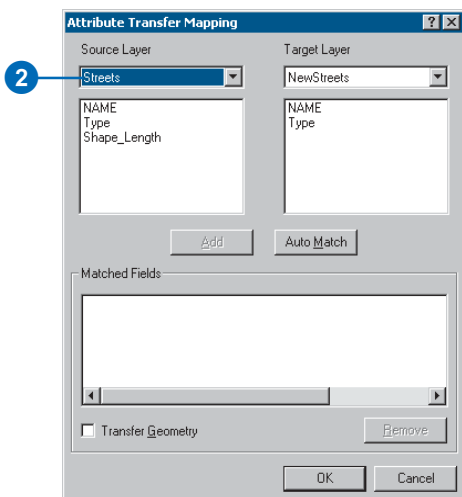 Attribute Transfer Mapping
Source Layer Target Layer
2 Streets NewStreets
NAME NAME
Type Type
Shape_Length
Add Auto Match
Matched Fields
Transfer Geometry Remove
OK Cancel